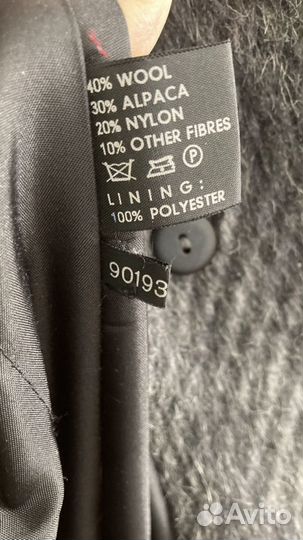 40% WOOL
30% ALPACA
20% NYLON
10% OTHER FIBRES
P
LINING:
100% POLYESTER
90193
Avito